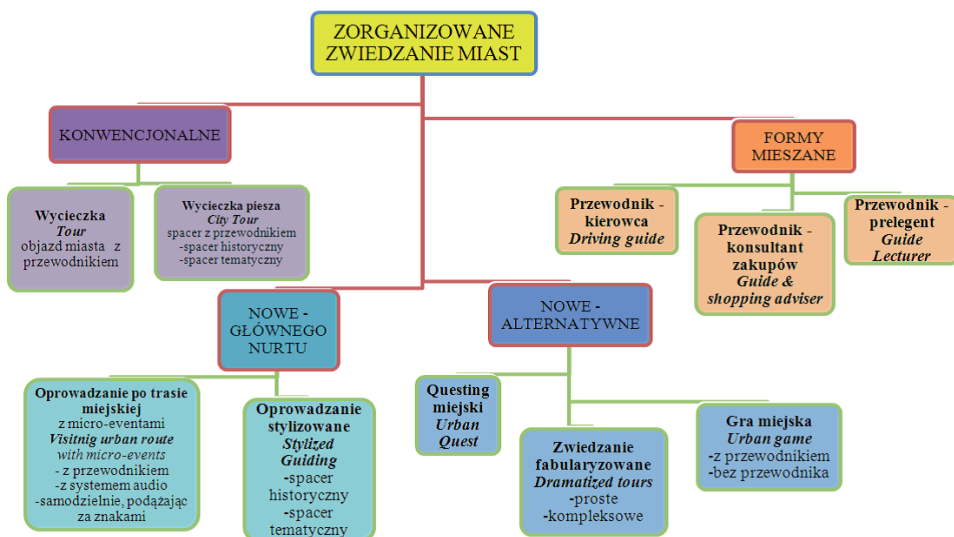 ZORGANIZOWANE
ZWIEDZANIE MIAST
KONWENCJONALNE
FORMY
MIESZANE
Wycieczka
Tour
objazd miasta z
przewodnikiem
Wycieczka piesza
City Tour
spacer z przewodnikiem
-spacer historyczny
-spacer tematyczny
Przewodnik -
kierowca
Driving guide
Przewodnik -
konsultant
zakupów
Guide &
shopping adviser
Przewodnik -
prelegent
Guide
Lecturer
NOWE -
GŁÓWNEGO
NURTU
NOWE -
ALTERNATYWNE
Oprowadzanie po trasie
miejskiej
z micro-eventami
Visitnig urban route
with micro-events
- z przewodnikiem
-z systemem audio
-samodzielnie, podążając
za znakami
Oprowadzanie
stylizowane
Stylized
Guiding
-spacer
historyczny
-spacer
tematyczny
Questing
miejski
Urban
Quest
Zwiedzanie
fabularyzowane
Dramatized tours
-proste
-kompleksowe
Gra miejska
Urban game
-z przewodnikiem
-bez przewodnika